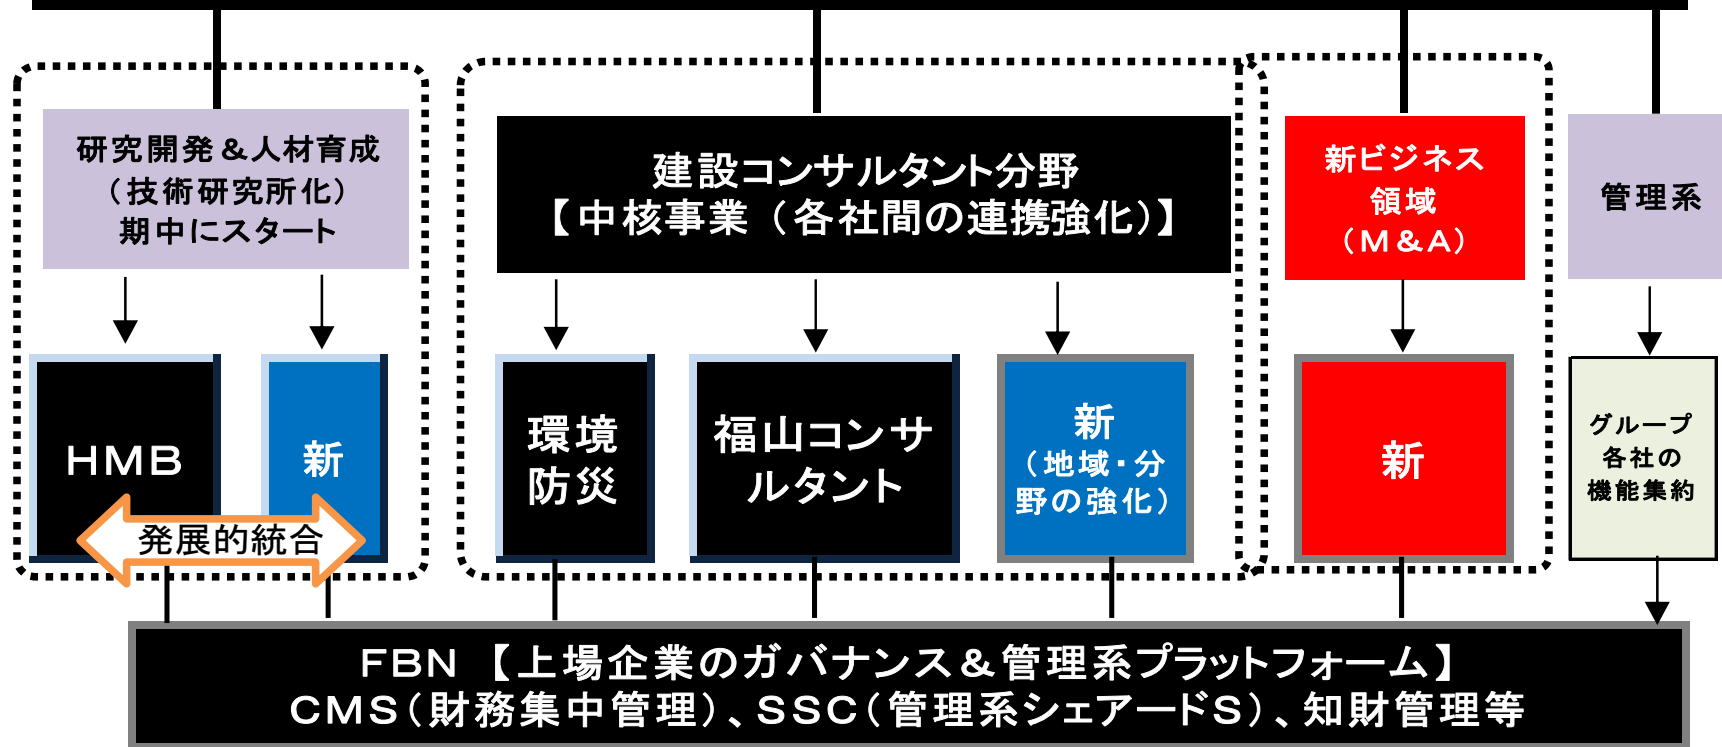 研究開発＆人材育成
（技術研究所化）
期中にスタート
建設コンサルタント分野
【中核事業（各社間の連携強化）】
新ビジネス
領域
（M＆A）
管理系
HMB
新
発展的統合
環境
防災
福山コンサ
ルタント
新
（地域・分
野の強化）
新
グループ
各社の
機能集約
FBN 【上場企業のガバナンス＆管理系プラットフォーム】
CMS（財務集中管理）、SSC（管理系シェアードS）、知財管理等